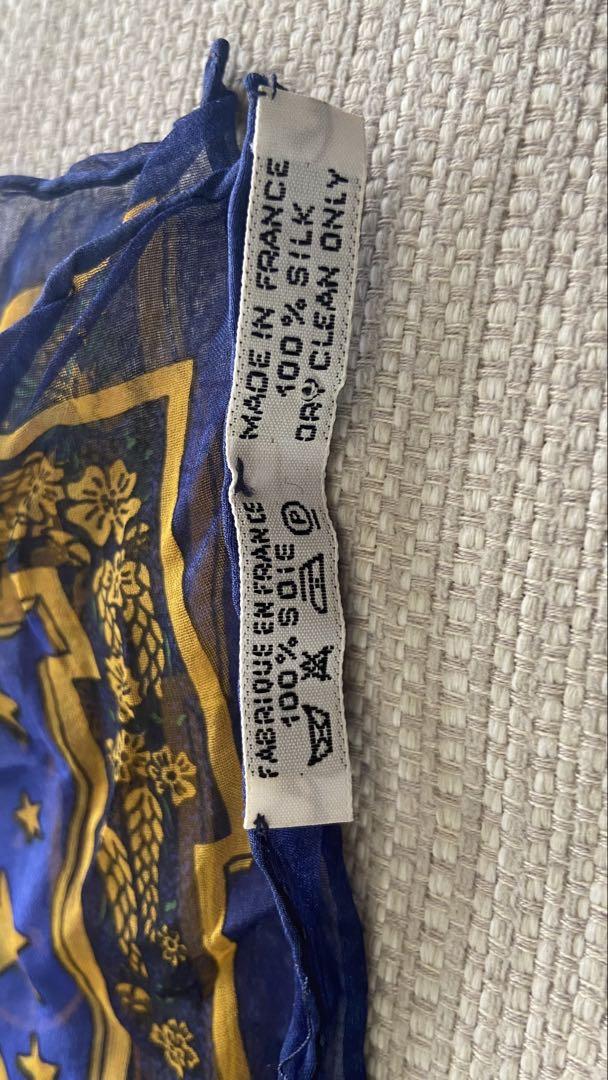 MADE IN FRANCE
100% SILK
DRY CLEAN ONLY
FABRIQUE EN FRANCE
100% SOIE
P